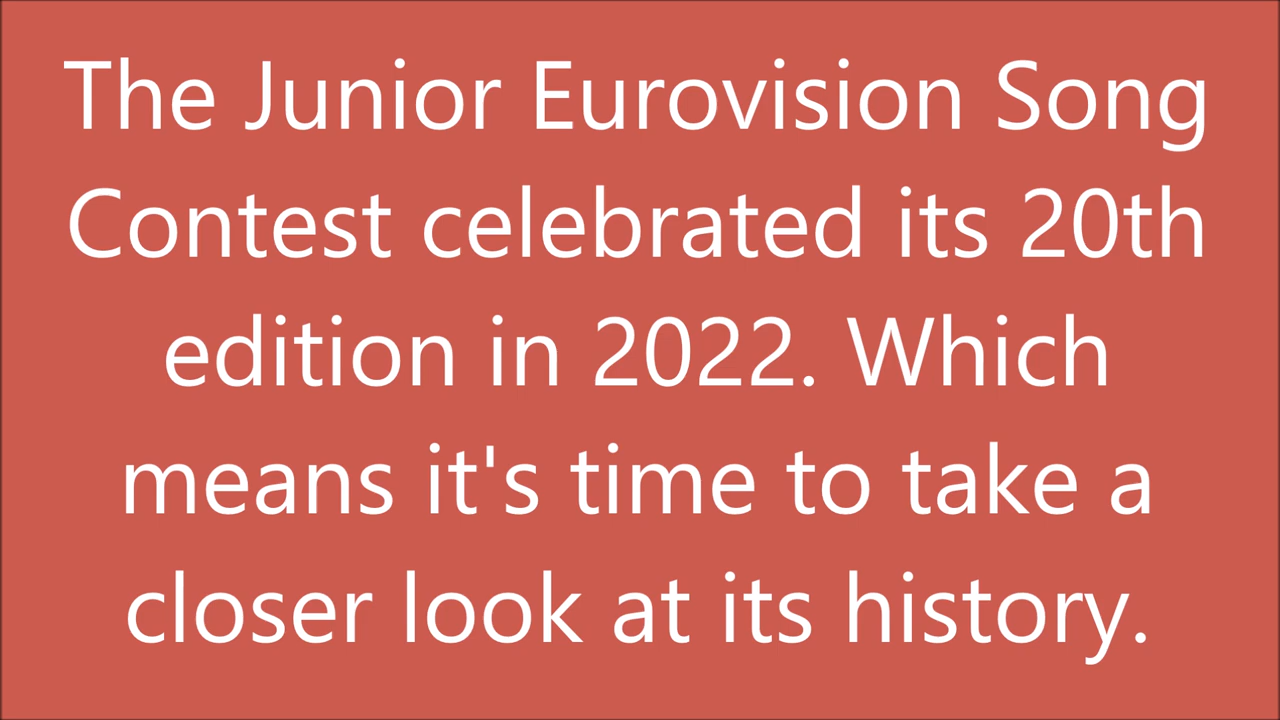 The Junior Eurovision Song
Contest celebrated its 20th
edition in 2022. Which
means it's time to take a
closer look at its history.